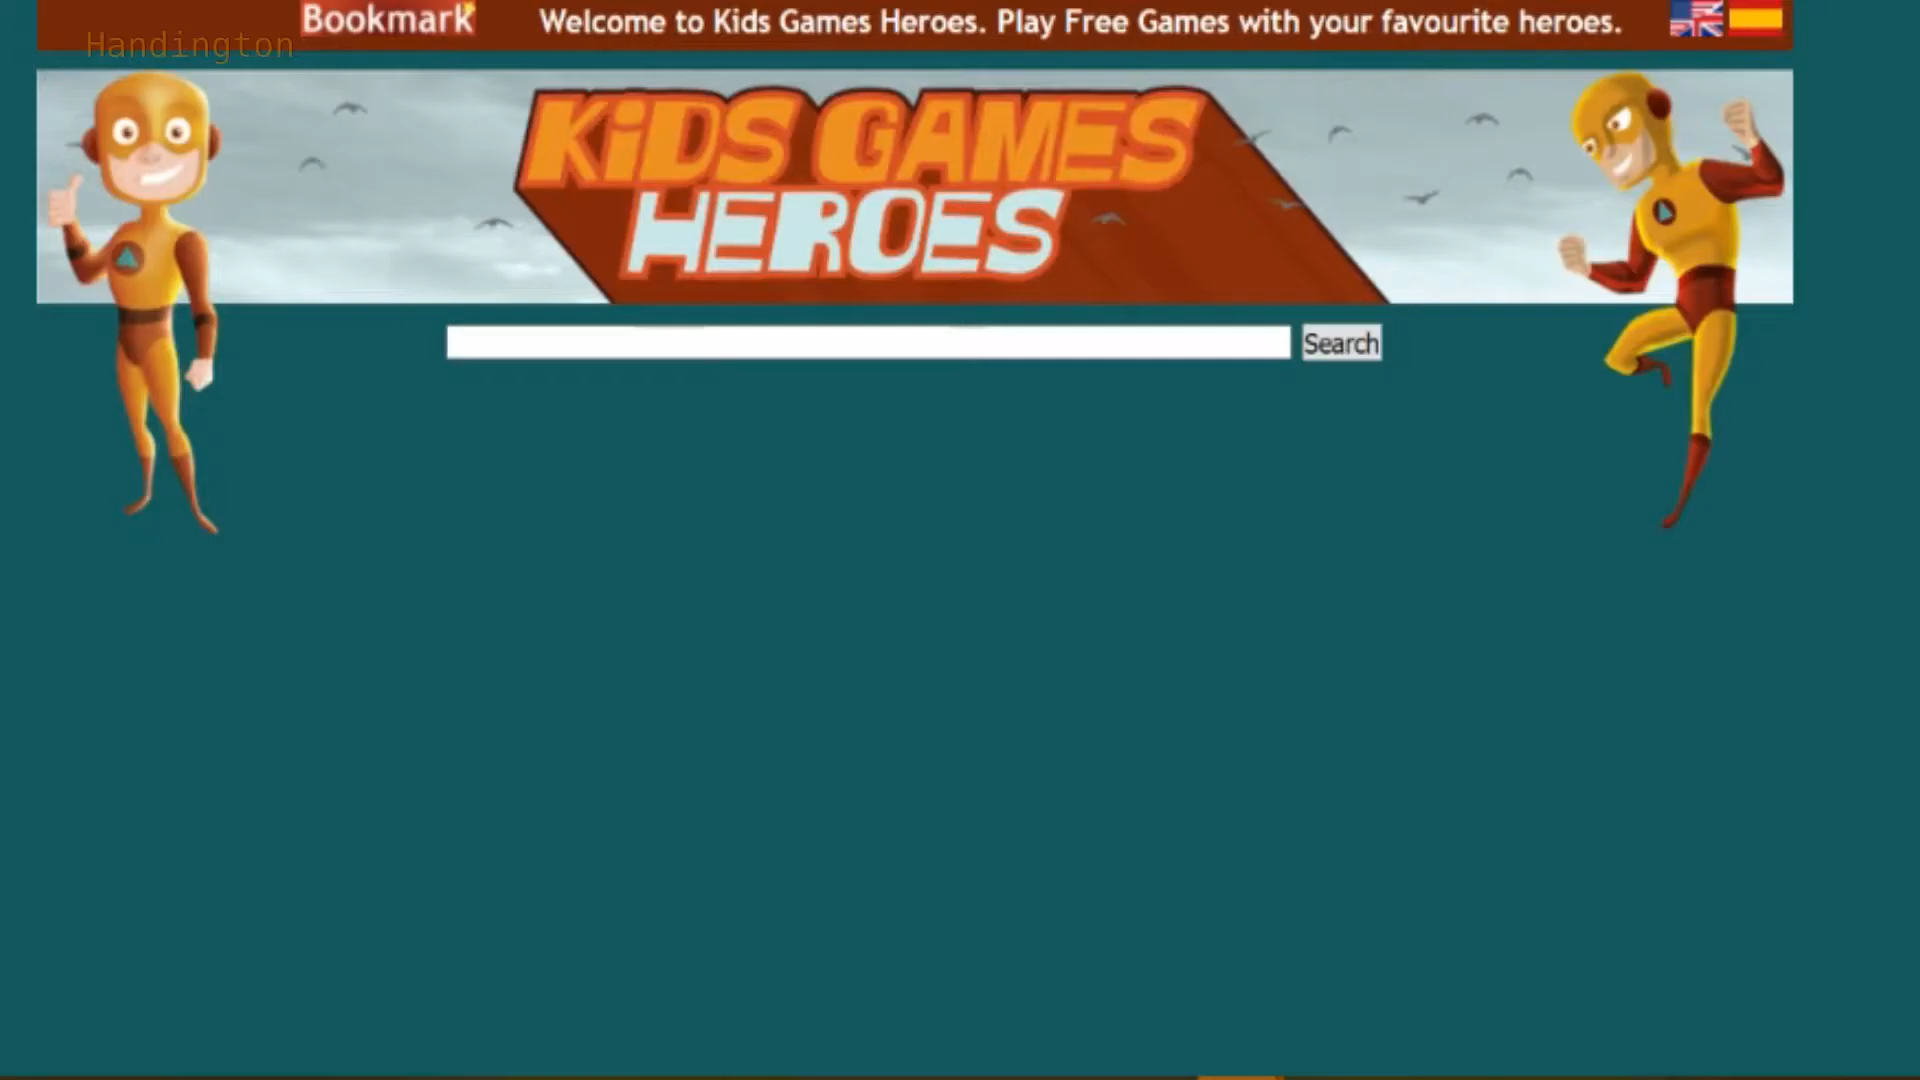 Bookmark
Welcome to Kids Games Heroes. Play Free Games with your favourite heroes.
Handington
KiDS GAMES
HEROES
Search